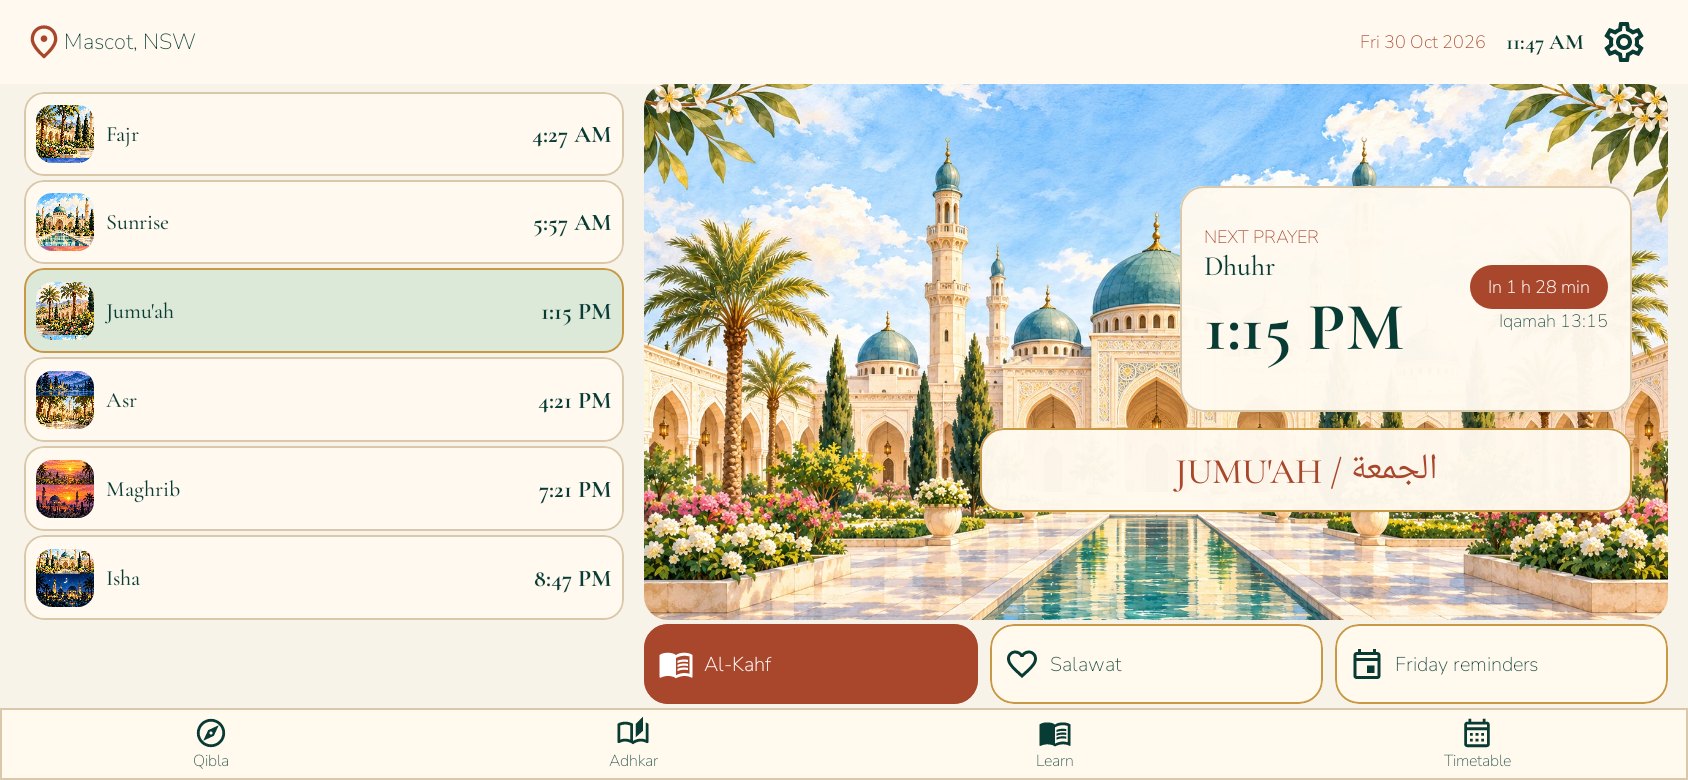 Mascot, NSW
Fri 30 Oct 2026 11:47 AM
Fajr 4:27 AM
Sunrise 5:57 AM
Jumu'ah 1:15 PM
Asr 4:21 PM
Maghrib 7:21 PM
Isha 8:47 PM
NEXT PRAYER
Dhuhr
1:15 PM
In 1 h 28 min
Iqamah 13:15
JUMU'AH / الجمعة
Al-Kahf
Salawat
Friday reminders
Qibla
Adhkar
Learn
Timetable